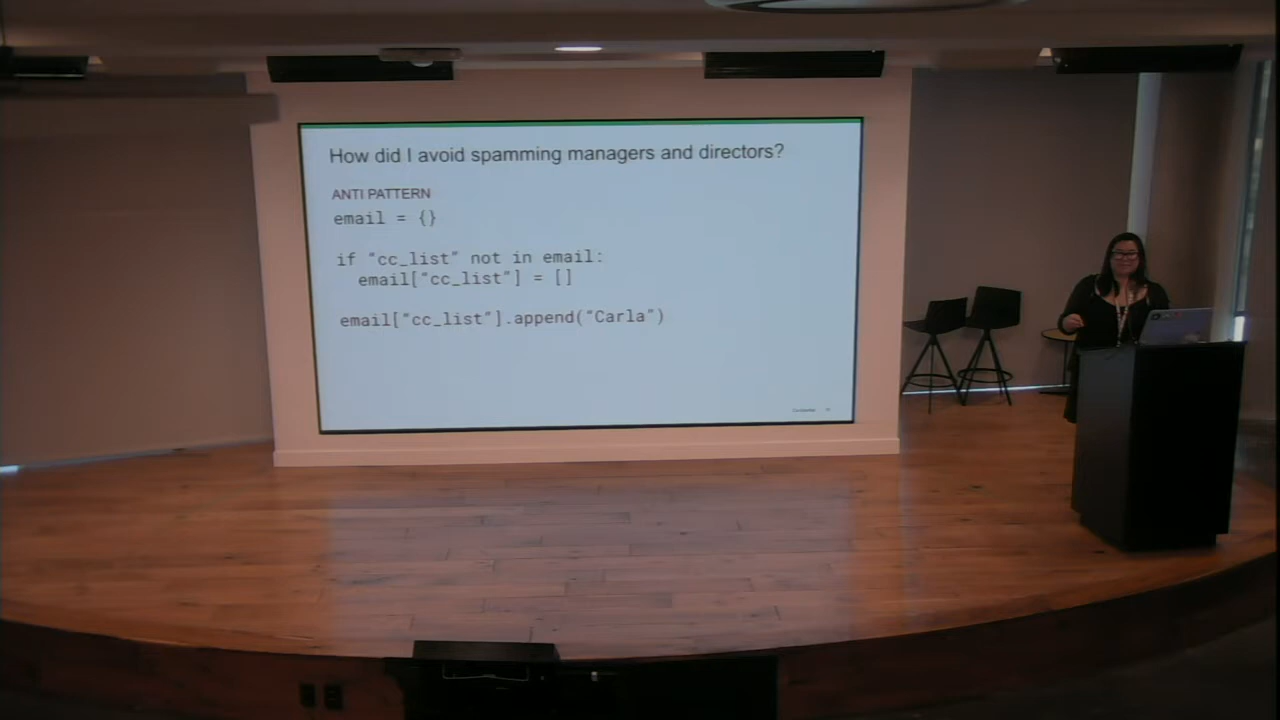 How did I avoid spamming managers and directors?
ANTI PATTERN
email = {}
if "cc_list" not in email:
email["cc_list"] = []
email["cc_list"].append("Carla")
Confidential